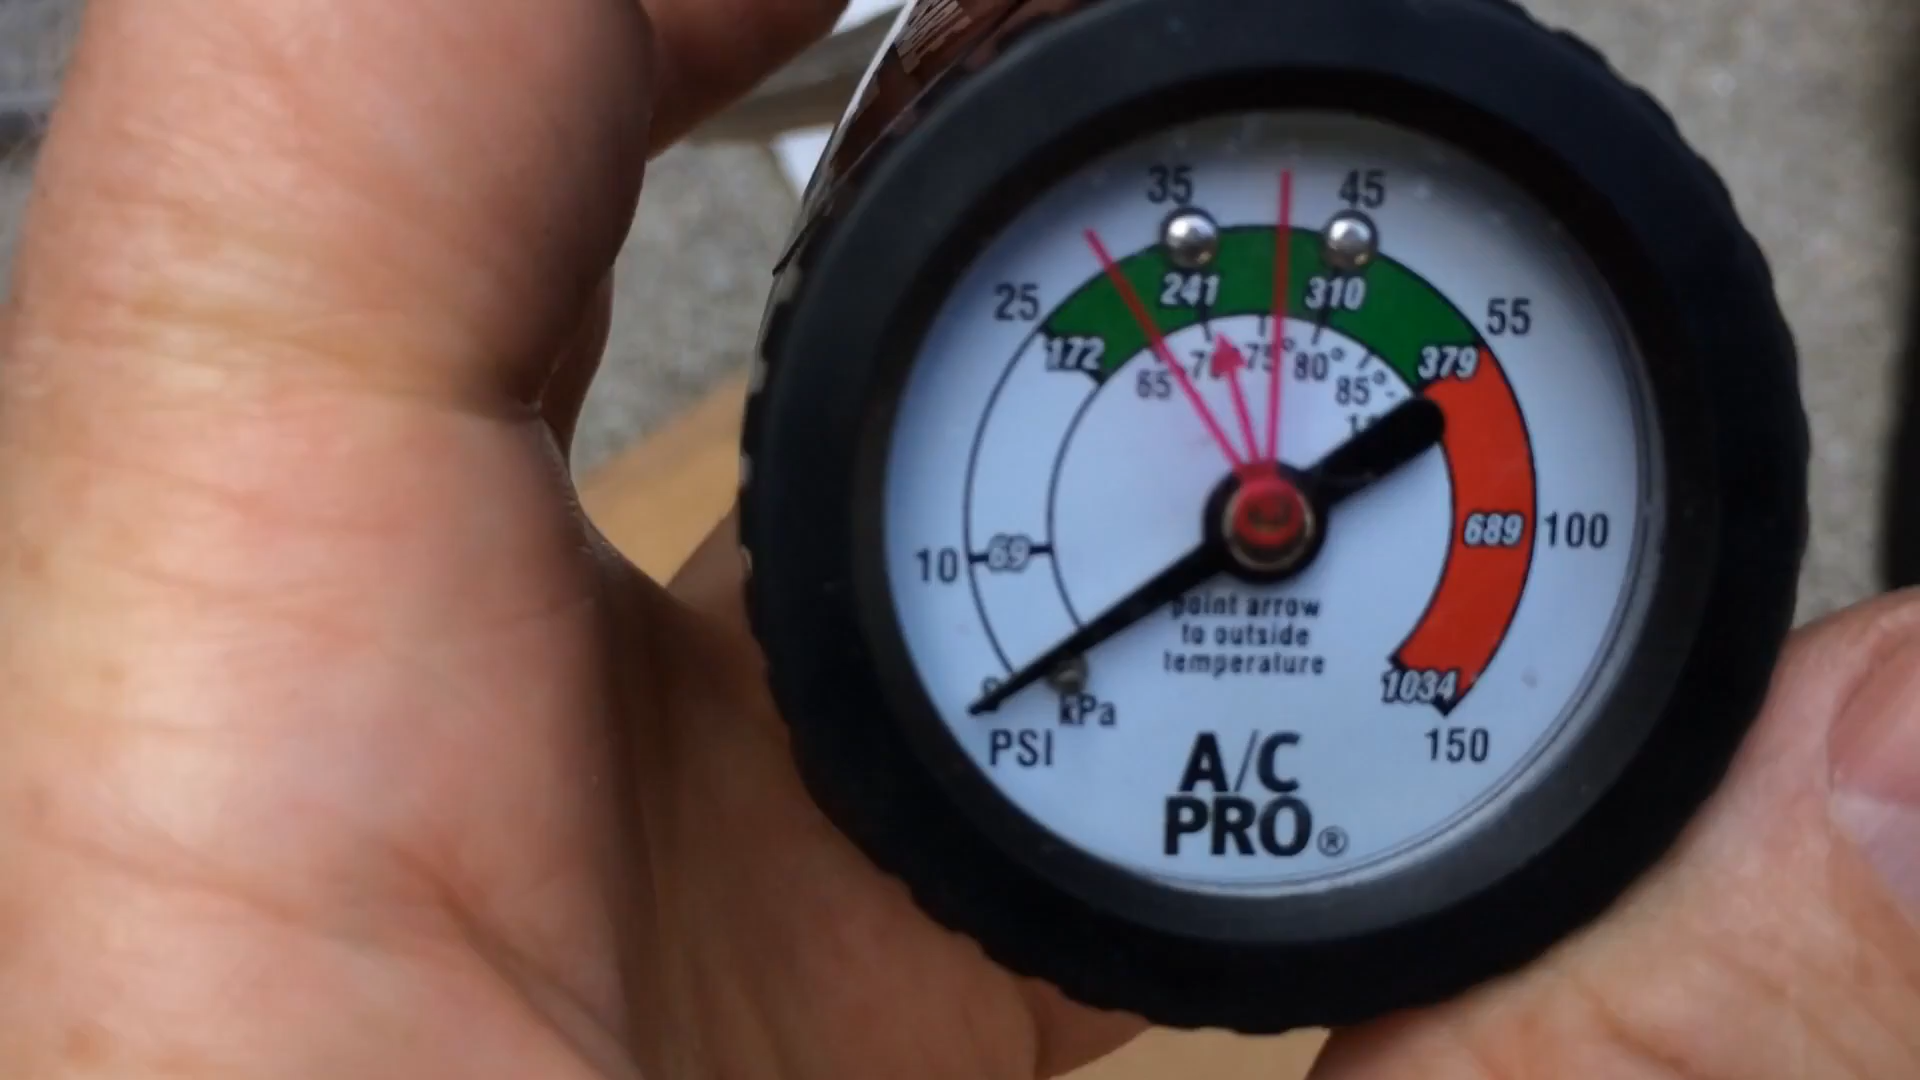 35
45
25
241
310
55
172
65°
75°
80°
379
85°
10
69
689
100
point arrow
to outside
temperature
kPa
1034
PSI
150
A/C
PRO®